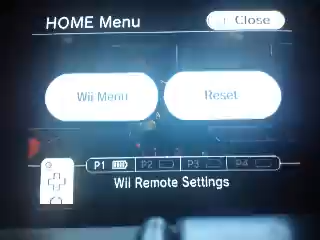 HOME Menu
Close
Wii Menu
Reset
P1 P2 P3 P4
Wii Remote Settings